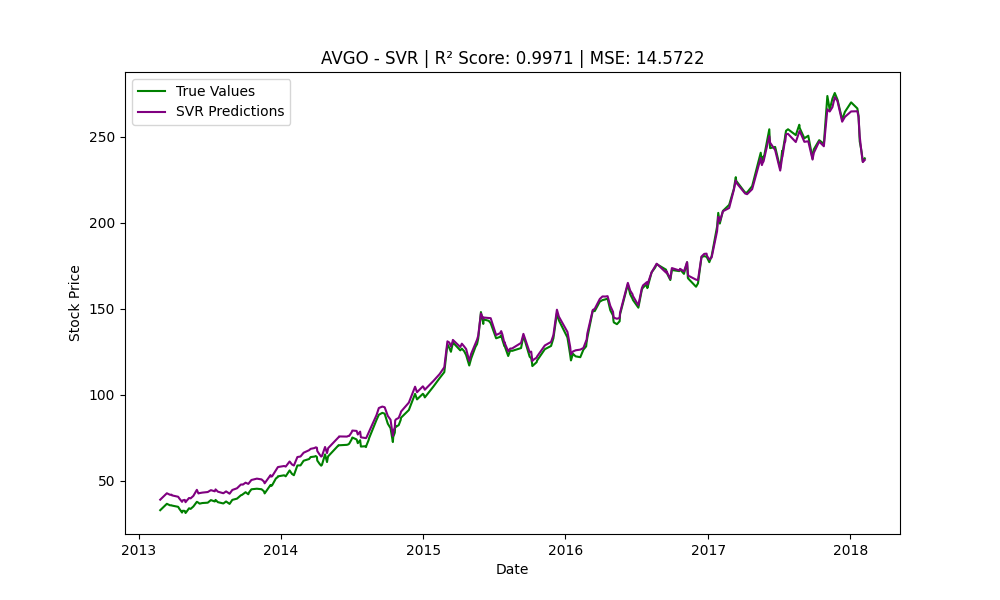 AVGO - SVR | R² Score: 0.9971 | MSE: 14.5722
True Values
SVR Predictions
250
200
150
100
50
Stock Price
2013 2014 2015 2016 2017 2018
Date